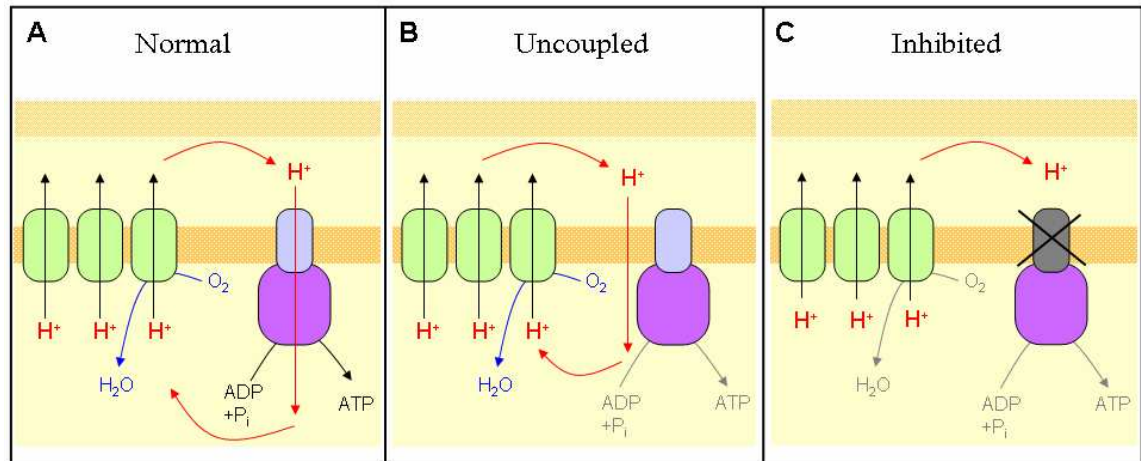 A Normal
H⁺
H⁺ H⁺ H⁺
O₂
H₂O
ADP
+Pᵢ
ATP
B Uncoupled
H⁺
H⁺ H⁺ H⁺
O₂
H₂O
ADP
+Pᵢ
ATP
C Inhibited
H⁺
H⁺ H⁺ H⁺
O₂
H₂O
ADP
+Pᵢ
ATP